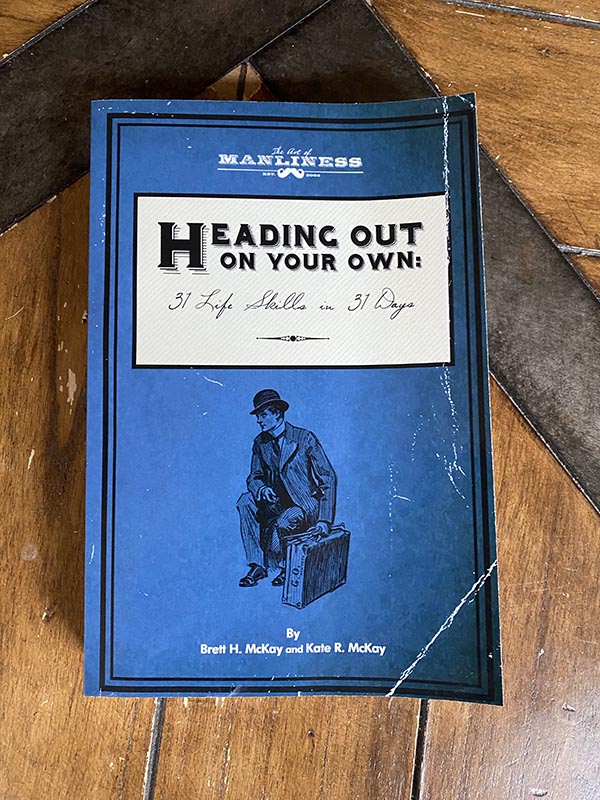 The Art of
MANLINESS
EST. 2008
HEADING OUT
ON YOUR OWN:
31 Life Skills in 31 Days
By
Brett H. McKay and Kate R. McKay